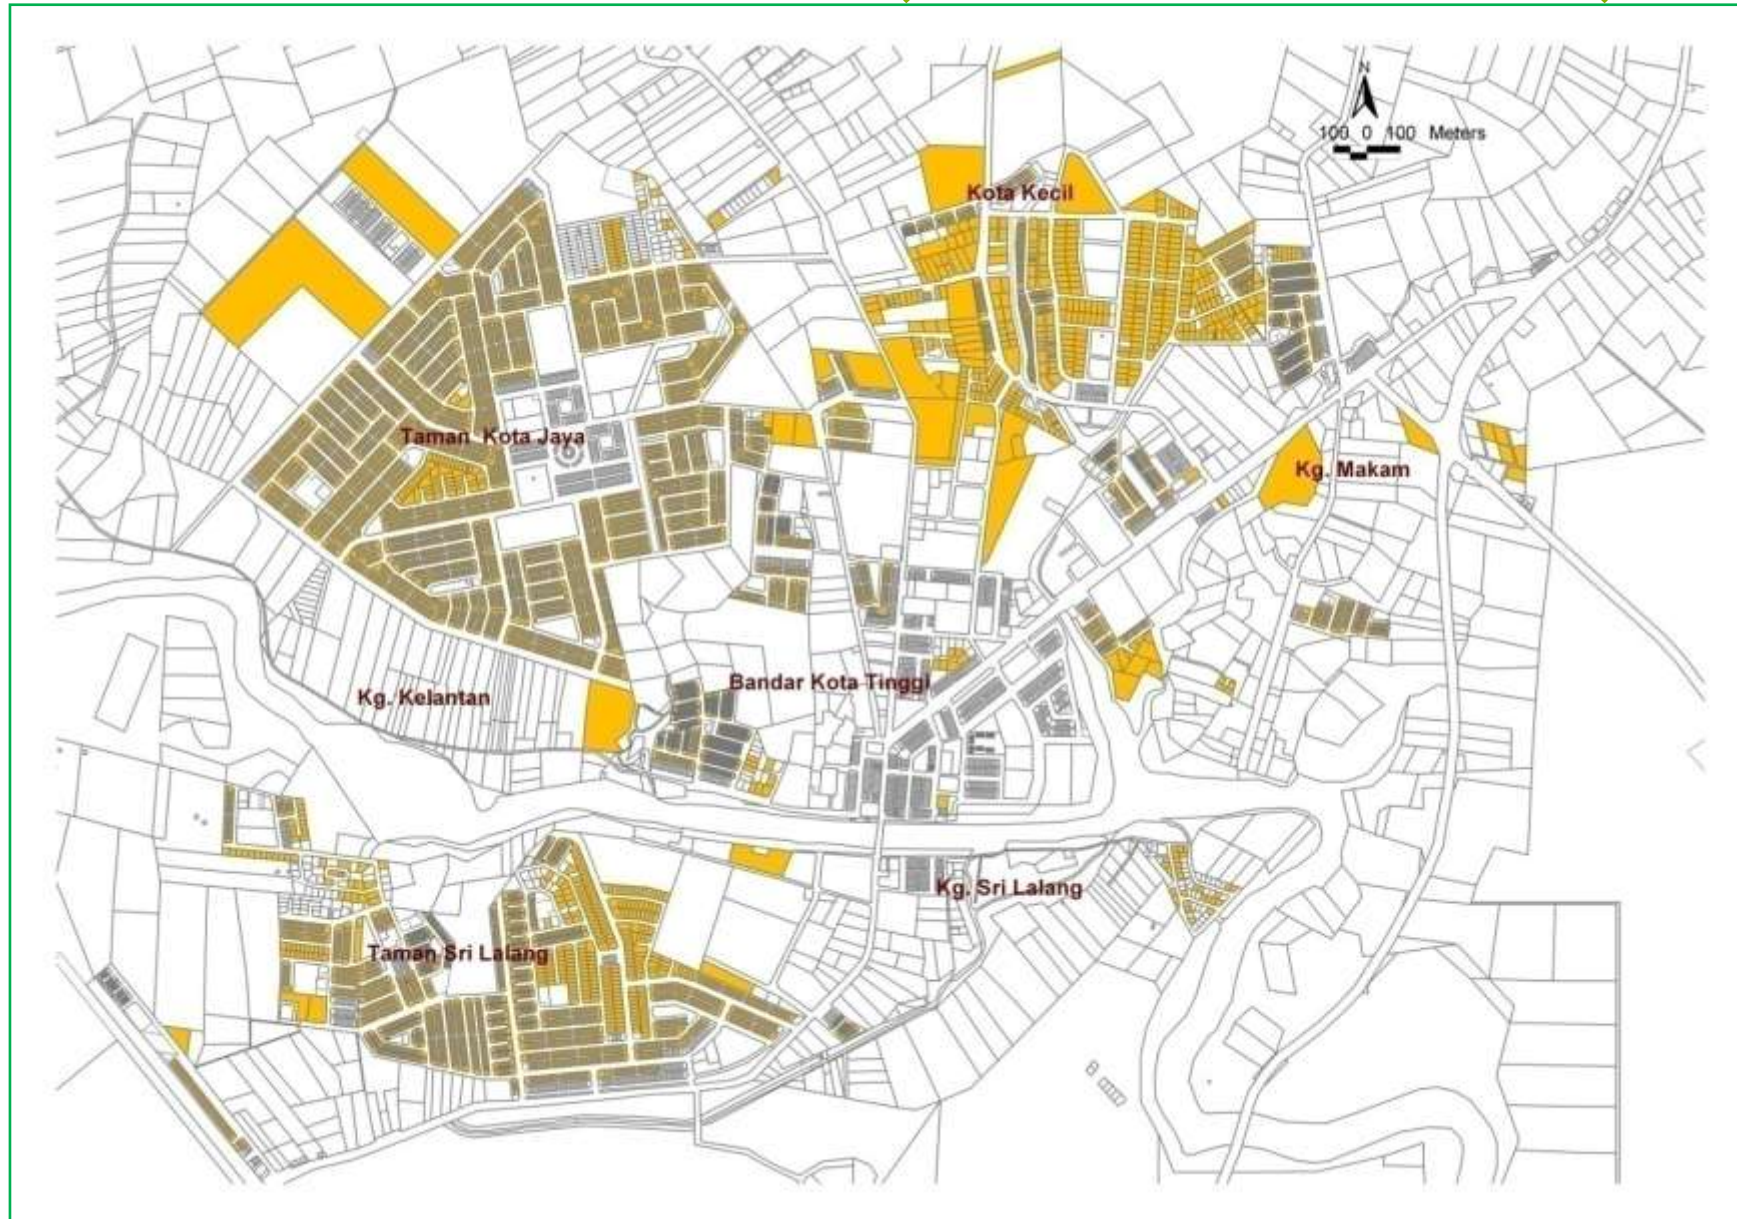 N
100 0 100 Meters
Kota Kecil
Taman Kota Jaya
Kg. Makam
Bandar Kota Tinggi
Kg. Kelantan
Kg. Sri Lalang
Taman Sri Lalang